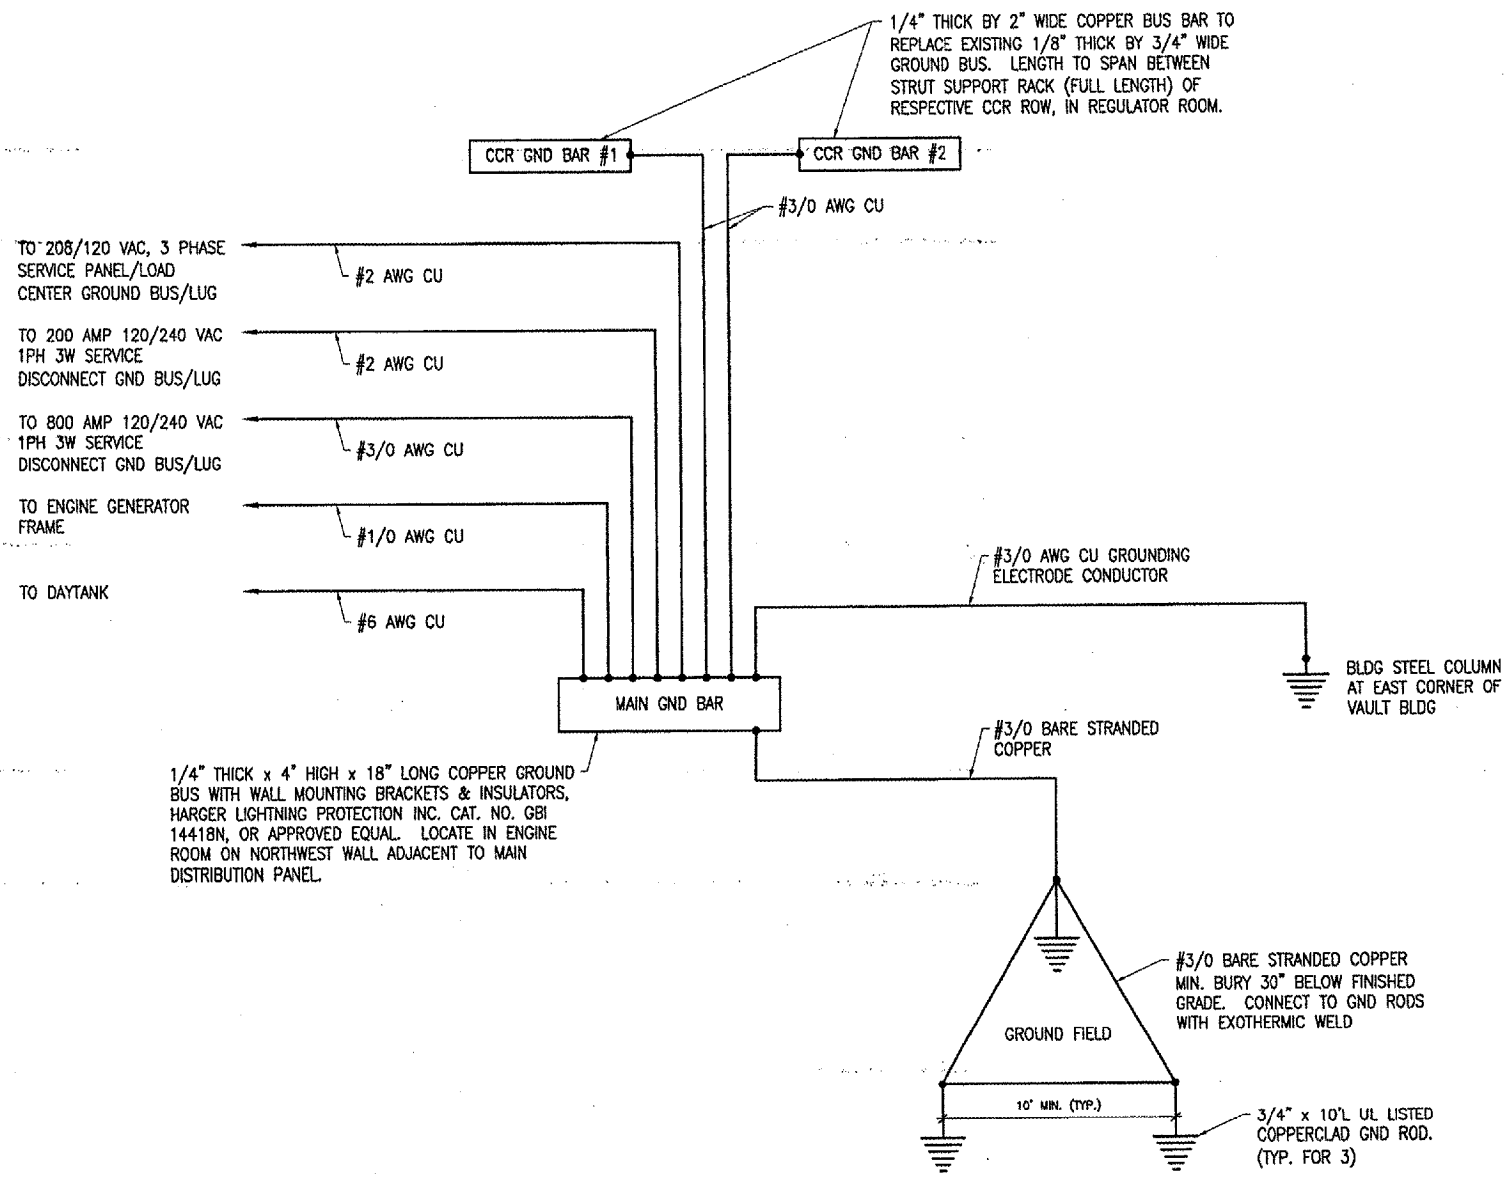 1/4" THICK BY 2" WIDE COPPER BUS BAR TO
REPLACE EXISTING 1/8" THICK BY 3/4" WIDE
GROUND BUS. LENGTH TO SPAN BETWEEN
STRUT SUPPORT RACK (FULL LENGTH) OF
RESPECTIVE CCR ROW, IN REGULATOR ROOM.
CCR GND BAR #1
CCR GND BAR #2
#3/0 AWG CU
TO 208/120 VAC, 3 PHASE
SERVICE PANEL/LOAD
CENTER GROUND BUS/LUG
#2 AWG CU
TO 200 AMP 120/240 VAC
1PH 3W SERVICE
DISCONNECT GND BUS/LUG
#2 AWG CU
TO 800 AMP 120/240 VAC
1PH 3W SERVICE
DISCONNECT GND BUS/LUG
#3/0 AWG CU
TO ENGINE GENERATOR
FRAME
#1/0 AWG CU
TO DAYTANK
#6 AWG CU
#3/0 AWG CU GROUNDING
ELECTRODE CONDUCTOR
BLDG STEEL COLUMN
AT EAST CORNER OF
VAULT BLDG
MAIN GND BAR
#3/0 BARE STRANDED
COPPER
1/4" THICK x 4" HIGH x 18" LONG COPPER GROUND
BUS WITH WALL MOUNTING BRACKETS & INSULATORS,
HARGER LIGHTNING PROTECTION INC. CAT. NO. GBI
14418N, OR APPROVED EQUAL. LOCATE IN ENGINE
ROOM ON NORTHWEST WALL ADJACENT TO MAIN
DISTRIBUTION PANEL.
#3/0 BARE STRANDED COPPER
MIN. BURY 30" BELOW FINISHED
GRADE. CONNECT TO GND RODS
WITH EXOTHERMIC WELD
GROUND FIELD
10' MIN. (TYP.)
3/4" x 10'L UL LISTED
COPPERCLAD GND ROD.
(TYP. FOR 3)